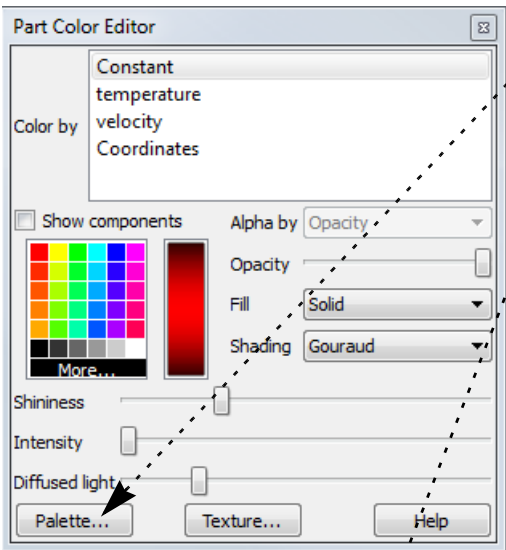 Part Color Editor
Color by
Constant
temperature
velocity
Coordinates
Show components
Alpha by Opacity
Opacity
Fill Solid
Shading Gouraud
More...
Shininess
Intensity
Diffused light
Palette... Texture... Help